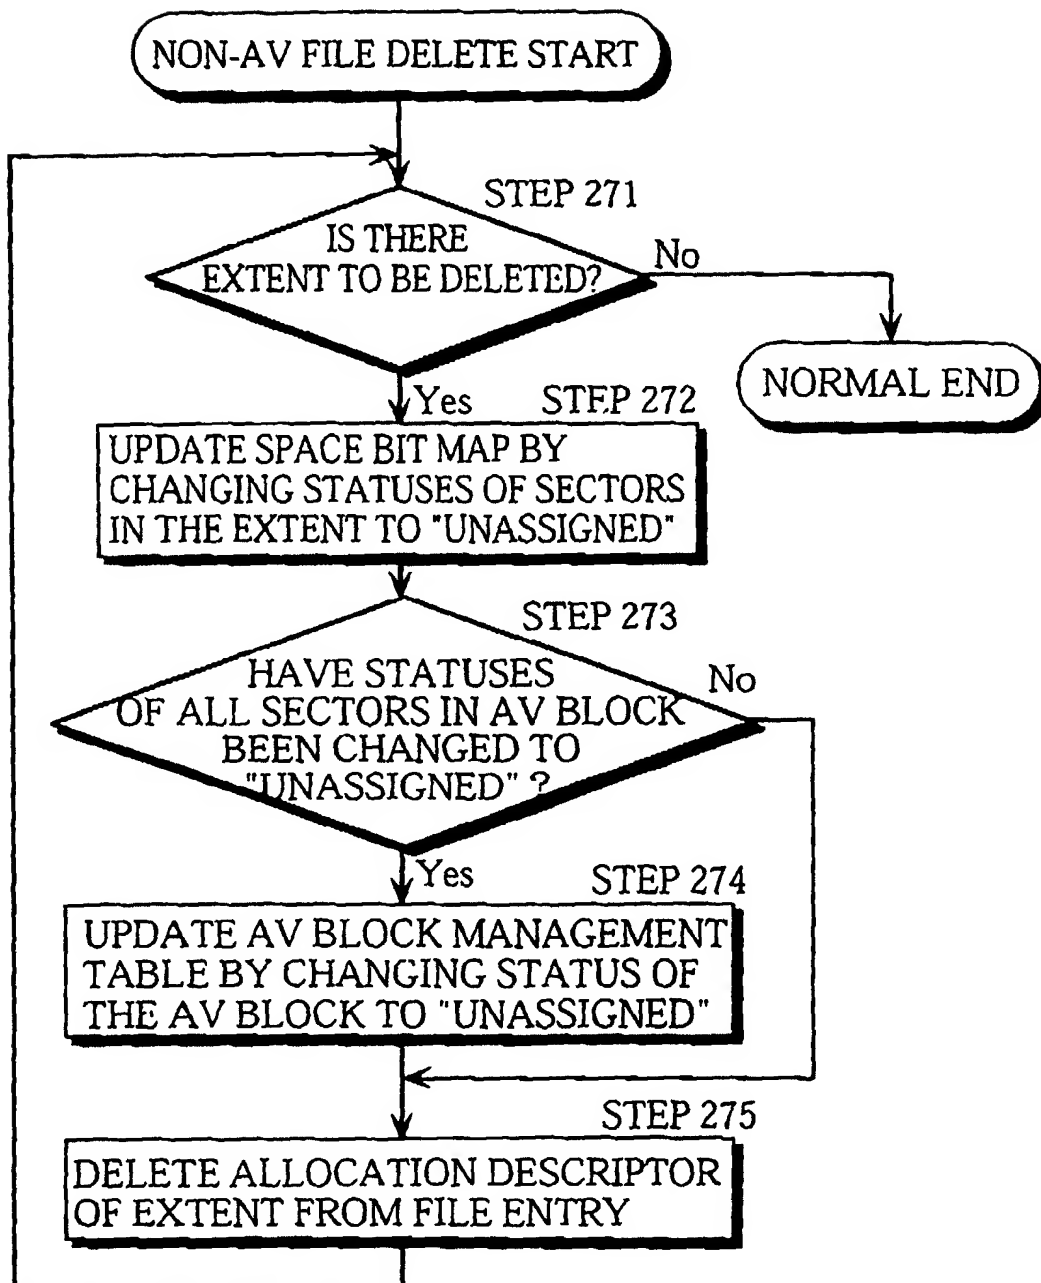 NON-AV FILE DELETE START
STEP 271
IS THERE
EXTENT TO BE DELETED?
No
NORMAL END
Yes
STEP 272
UPDATE SPACE BIT MAP BY
CHANGING STATUSES OF SECTORS
IN THE EXTENT TO "UNASSIGNED"
STEP 273
HAVE STATUSES
OF ALL SECTORS IN AV BLOCK
BEEN CHANGED TO
"UNASSIGNED" ?
No
Yes
STEP 274
UPDATE AV BLOCK MANAGEMENT
TABLE BY CHANGING STATUS OF
THE AV BLOCK TO "UNASSIGNED"
STEP 275
DELETE ALLOCATION DESCRIPTOR
OF EXTENT FROM FILE ENTRY